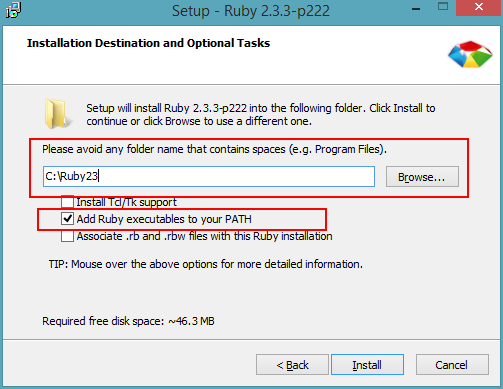 Setup - Ruby 2.3.3-p222
Installation Destination and Optional Tasks
Setup will install Ruby 2.3.3-p222 into the following folder. Click Install to
continue or click Browse to use a different one.
Please avoid any folder name that contains spaces (e.g. Program Files).
C:\Ruby23
Browse...
Install Tcl/Tk support
Add Ruby executables to your PATH
Associate .rb and .rbw files with this Ruby installation
TIP: Mouse over the above options for more detailed information.
Required free disk space: ~46.3 MB
< Back
Install
Cancel